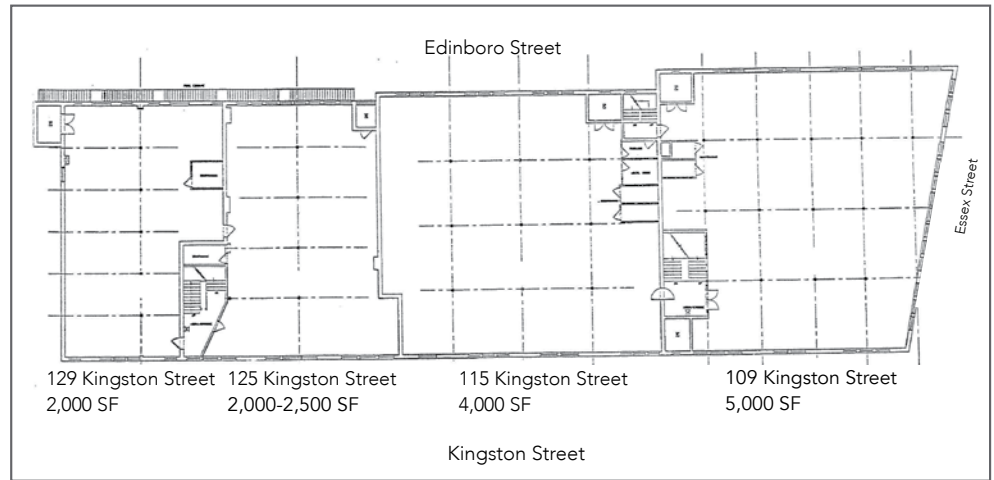 Edinboro Street
Essex Street
129 Kingston Street
2,000 SF
125 Kingston Street
2,000-2,500 SF
115 Kingston Street
4,000 SF
109 Kingston Street
5,000 SF
Kingston Street